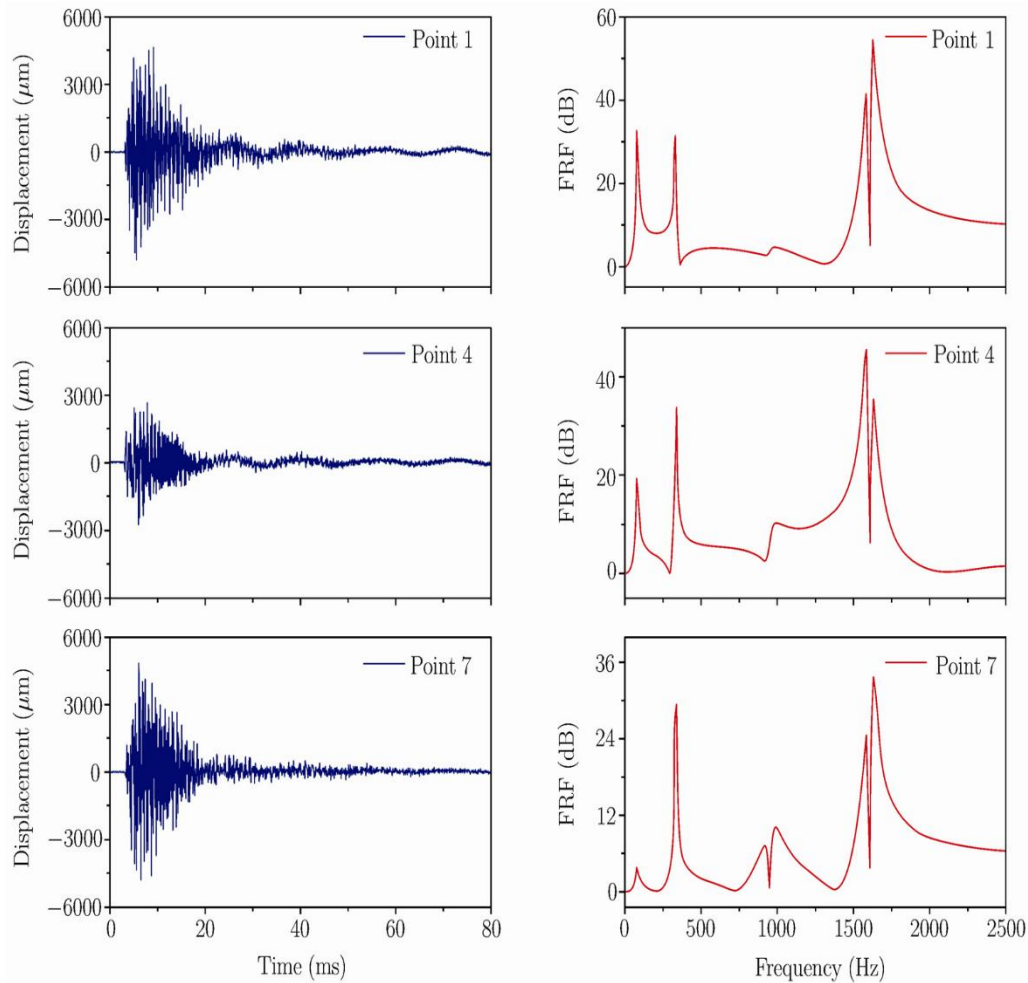 6000
3000
0
−3000
−6000
Displacement (μm)
Point 1
60
40
20
0
FRF (dB)
Point 1
6000
3000
0
−3000
−6000
Displacement (μm)
Point 4
40
20
0
FRF (dB)
Point 4
6000
3000
0
−3000
−6000
Displacement (μm)
Point 7
0 20 40 60 80
Time (ms)
36
24
12
0
FRF (dB)
Point 7
0 500 1000 1500 2000 2500
Frequency (Hz)